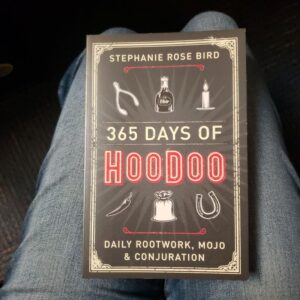 STEPHANIE ROSE BIRD
365 DAYS OF
HOODOO
DAILY ROOTWORK, MOJO
& CONJURATION